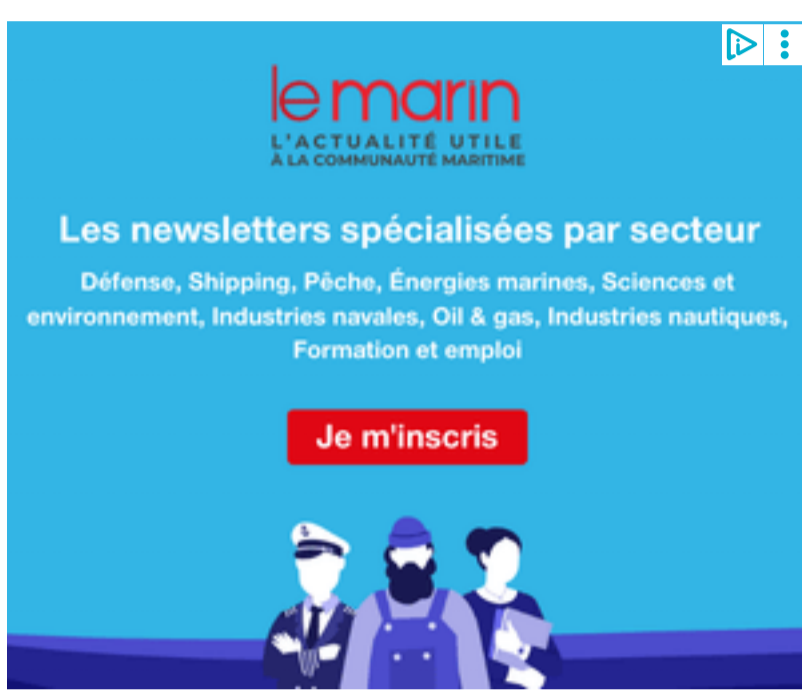 le marin
L'ACTUALITÉ UTILE
À LA COMMUNAUTÉ MARITIME
Les newsletters spécialisées par secteur
Défense, Shipping, Pêche, Énergies marines, Sciences et
environnement, Industries navales, Oil & gas, Industries nautiques,
Formation et emploi
Je m'inscris